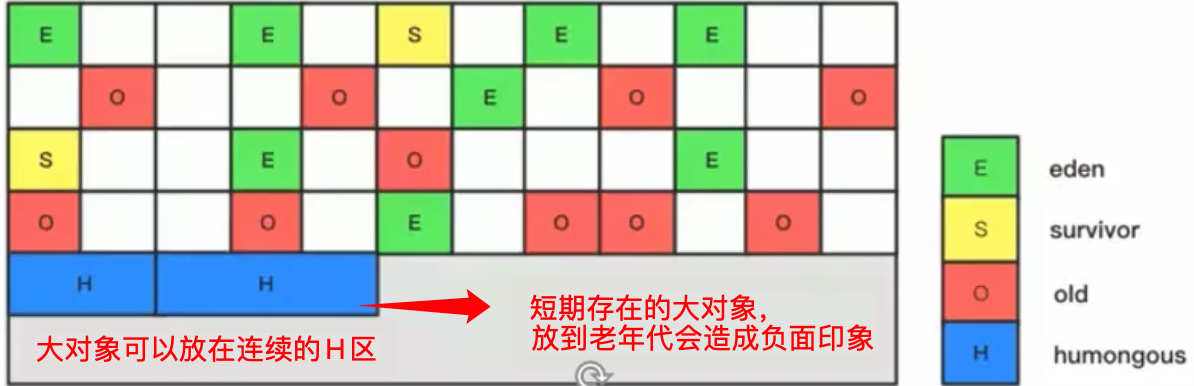 E E S E E
O O E O O
S E O E
O O E O O O
H H
大对象可以放在连续的H区
短期存在的大对象，
放到老年代会造成负面印象
E eden
S survivor
O old
H humongous